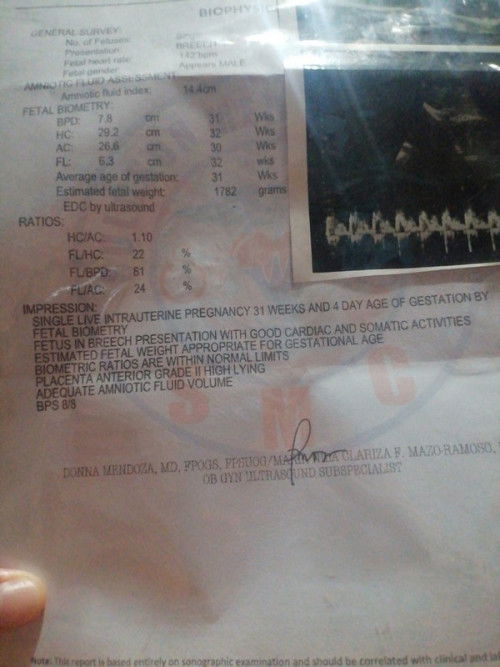 BIOPHYSIC
GENERAL SURVEY:
No. of Fetuses:
Presentation: BREECH
Fetal heart rate: 142 bpm
Fetal gender: Appears MALE
AMNIOTIC FLUID ASSESSMENT
Amniotic fluid index: 14.4cm
FETAL BIOMETRY:
BPD: 7.8 cm 31 Wks
HC: 29.2 cm 32 Wks
AC: 26.6 cm 30 Wks
FL: 6.3 cm 32 wks
Average age of gestation: 31 Wks
Estimated fetal weight: 1782 grams
EDC by ultrasound
RATIOS:
HC/AC: 1.10
FL/HC: 22 %
FL/BPD: 81 %
FL/AC: 24 %
IMPRESSION:
SINGLE LIVE INTRAUTERINE PREGNANCY 31 WEEKS AND 4 DAY AGE OF GESTATION BY
FETAL BIOMETRY
FETUS IN BREECH PRESENTATION WITH GOOD CARDIAC AND SOMATIC ACTIVITIES
ESTIMATED FETAL WEIGHT APPROPRIATE FOR GESTATIONAL AGE
BIOMETRIC RATIOS ARE WITHIN NORMAL LIMITS
PLACENTA ANTERIOR GRADE II HIGH LYING
ADEQUATE AMNIOTIC FLUID VOLUME
BPS 8/8
SMC
DONNA MENDOZA, MD, FPOGS, FPSUOG/ CLARIZA F. MAZO-RAMOSO,
OB GYN ULTRASOUND SUBSPECIALIST
Note: This report is based entirely on sonographic examination and should be correlated with clinical and